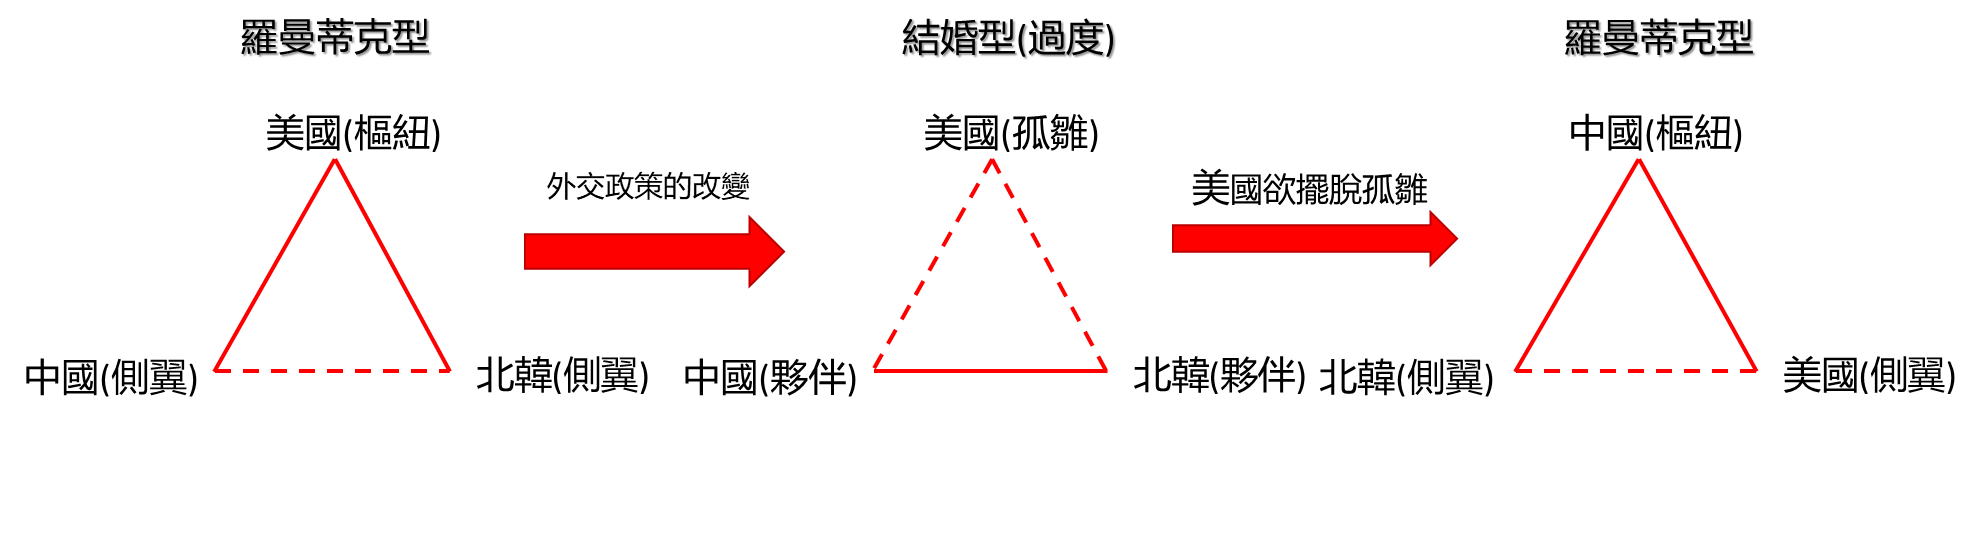 羅曼蒂克型
結婚型(過度)
羅曼蒂克型
美國(樞紐)
美國(孤雛)
中國(樞紐)
外交政策的改變
美國欲擺脫孤雛
中國(側翼)
北韓(側翼)
中國(夥伴)
北韓(夥伴)
北韓(側翼)
美國(側翼)